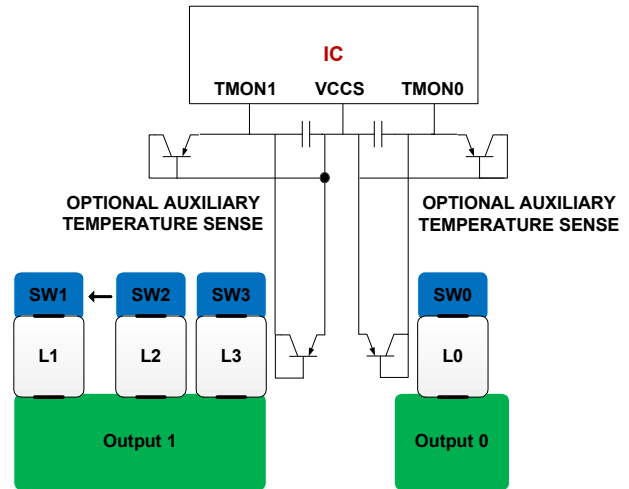 IC
TMON1 VCCS TMON0
OPTIONAL AUXILIARY
TEMPERATURE SENSE
OPTIONAL AUXILIARY
TEMPERATURE SENSE
SW1 SW2 SW3 SW0
L1 L2 L3 L0
Output 1 Output 0